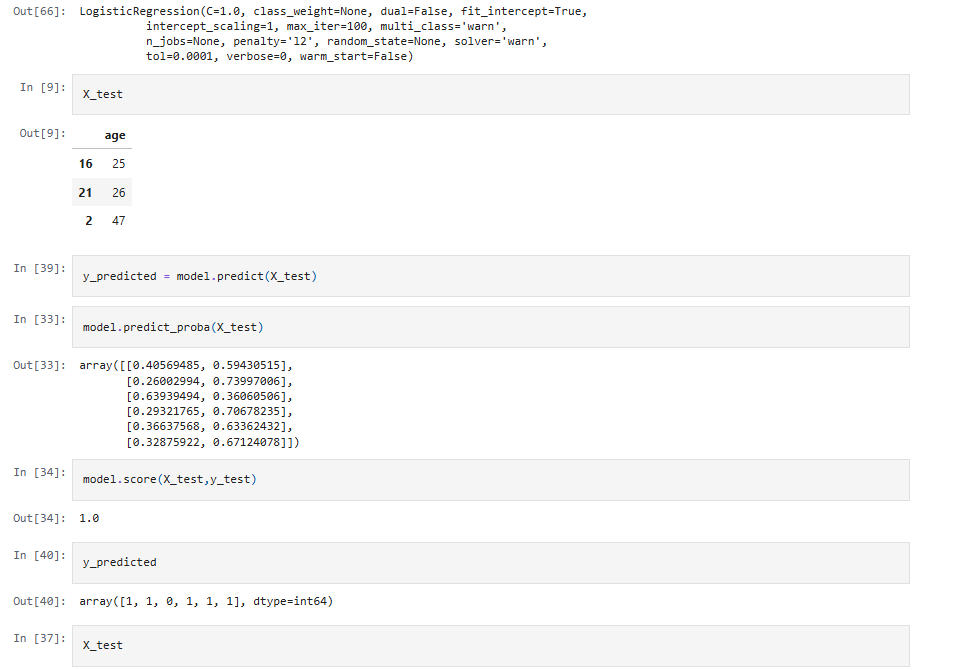 Out[66]: LogisticRegression(C=1.0, class_weight=None, dual=False, fit_intercept=True,
intercept_scaling=1, max_iter=100, multi_class='warn',
n_jobs=None, penalty='l2', random_state=None, solver='warn',
tol=0.0001, verbose=0, warm_start=False)
In [9]: X_test
Out[9]: age
16 25
21 26
2 47
In [39]: y_predicted = model.predict(X_test)
In [33]: model.predict_proba(X_test)
Out[33]: array([[0.40569485, 0.59430515],
[0.26002994, 0.73997006],
[0.63939494, 0.36060506],
[0.29321765, 0.70678235],
[0.36637568, 0.63362432],
[0.32875922, 0.67124078]])
In [34]: model.score(X_test,y_test)
Out[34]: 1.0
In [40]: y_predicted
Out[40]: array([1, 1, 0, 1, 1, 1], dtype=int64)
In [37]: X_test